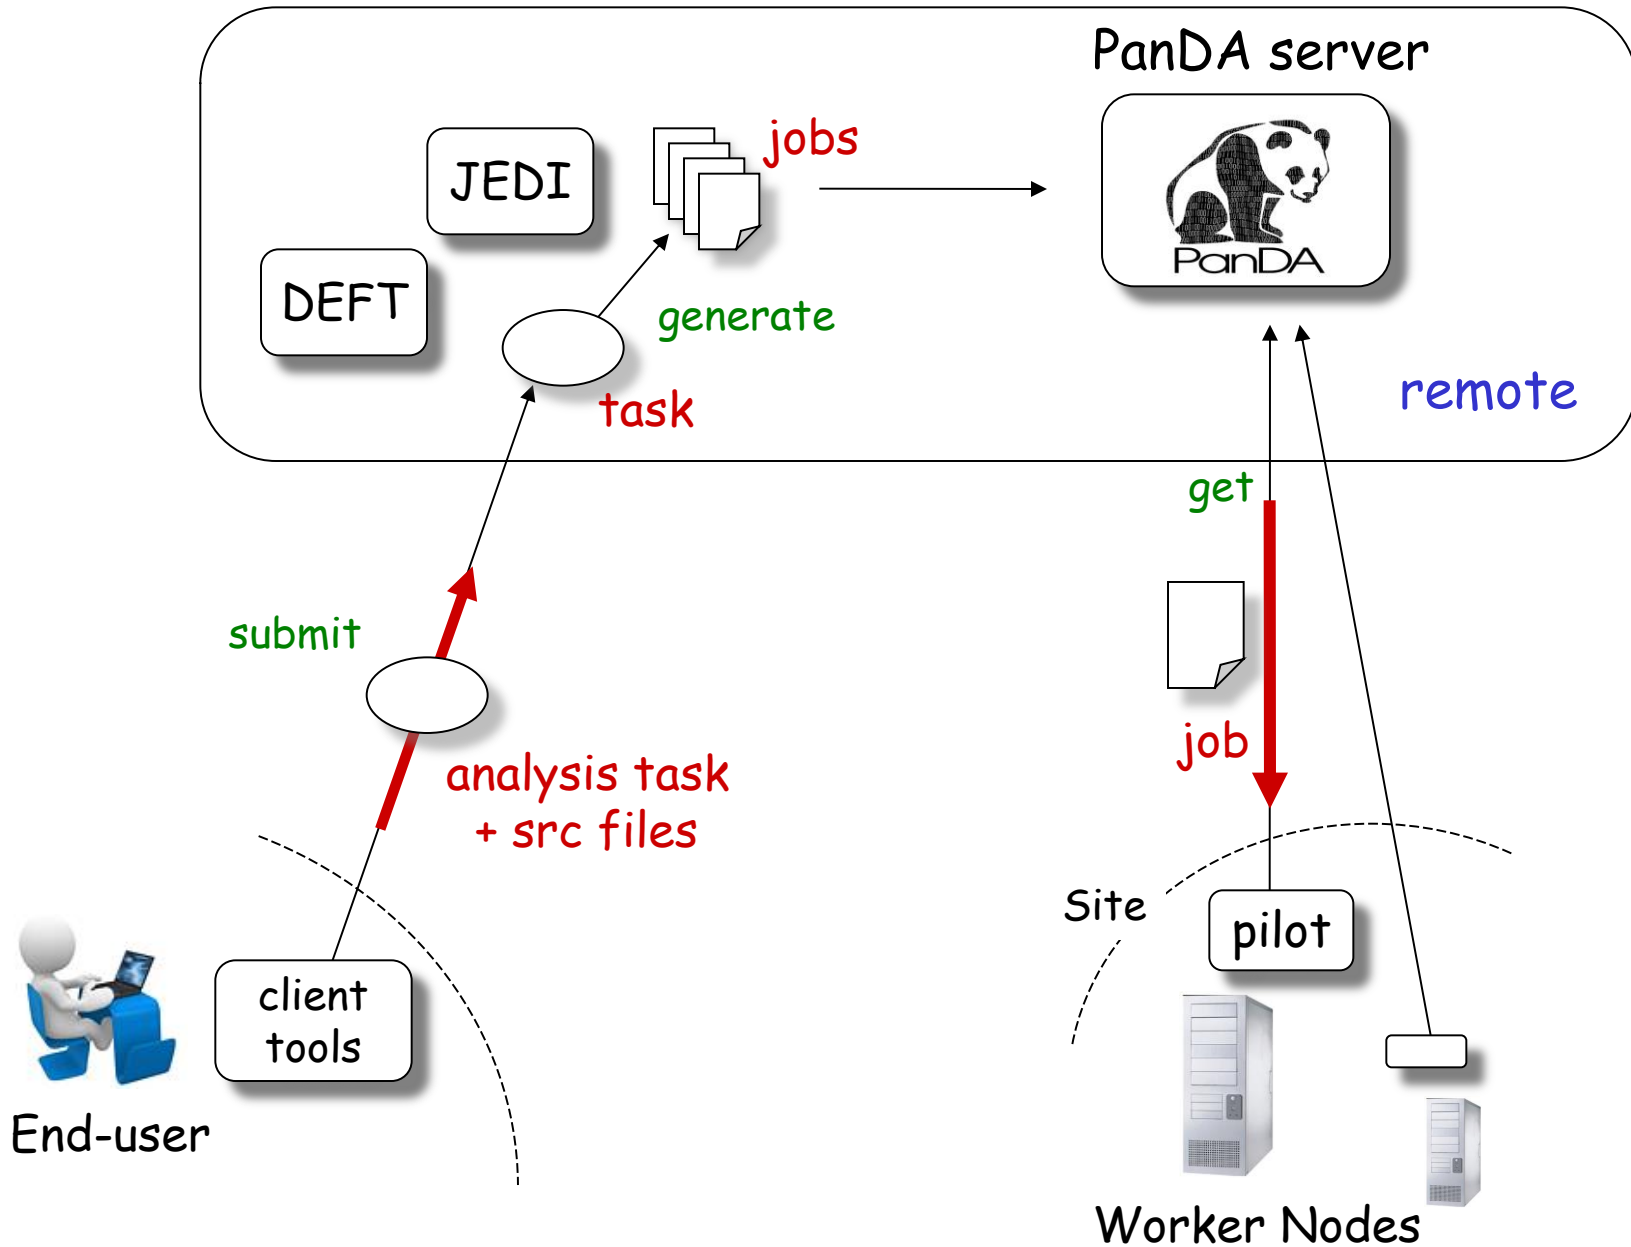 PanDA server
jobs
JEDI
PanDA
DEFT
generate
task
remote
get
submit
job
analysis task
+ src files
Site
pilot
client
tools
End-user
Worker Nodes